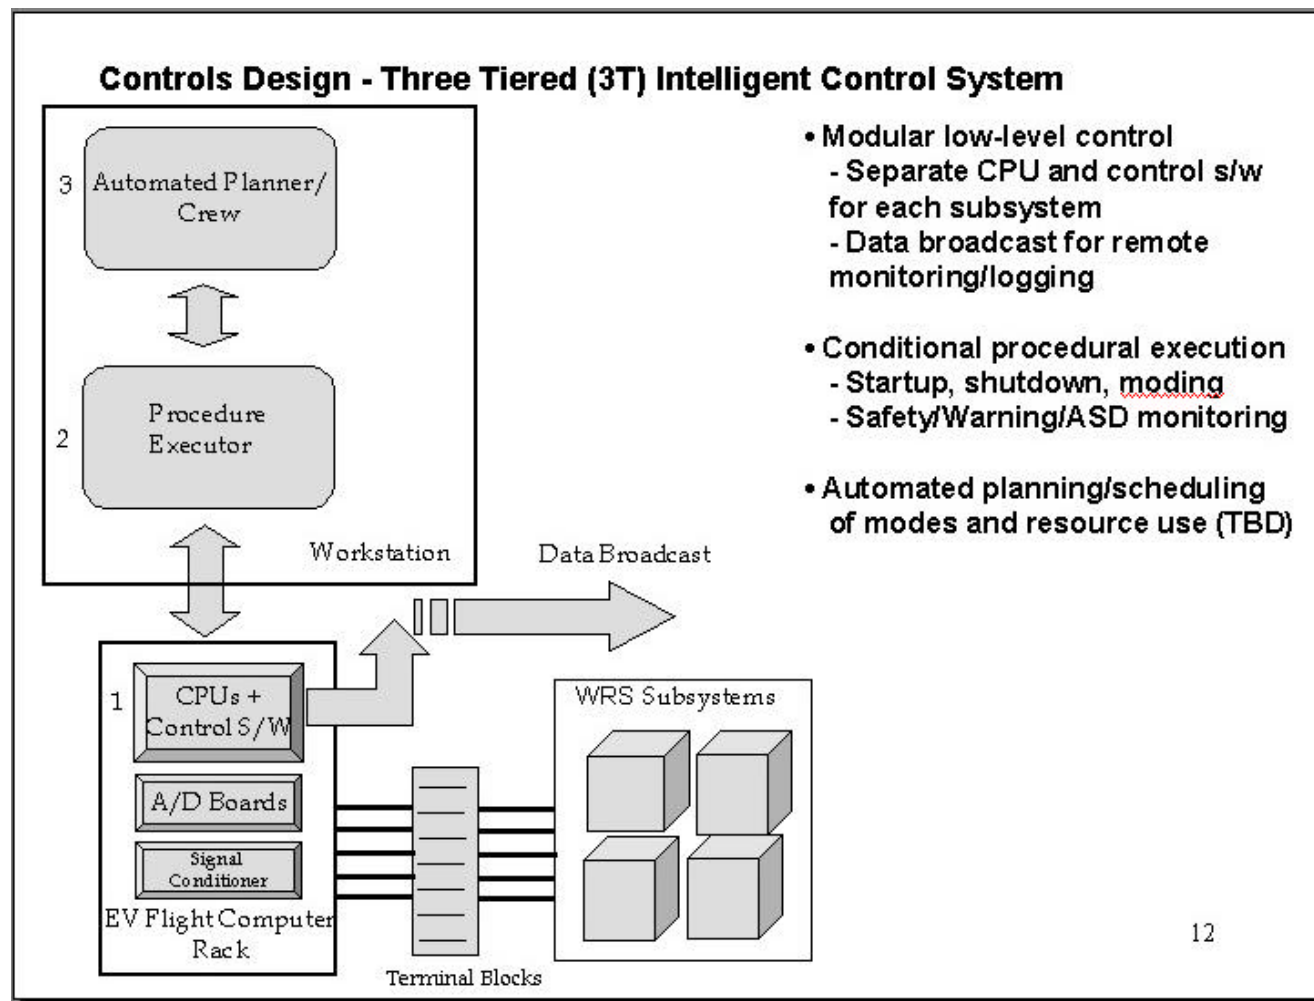 Controls Design - Three Tiered (3T) Intelligent Control System
3
Automated Planner/
Crew
2
Procedure
Executor
Workstation
Data Broadcast
1
CPUs +
Control S/W
A/D Boards
Signal
Conditioner
EV Flight Computer
Rack
Terminal Blocks
WRS Subsystems
• Modular low-level control
- Separate CPU and control s/w
for each subsystem
- Data broadcast for remote
monitoring/logging
• Conditional procedural execution
- Startup, shutdown, moding
- Safety/Warning/ASD monitoring
• Automated planning/scheduling
of modes and resource use (TBD)
12